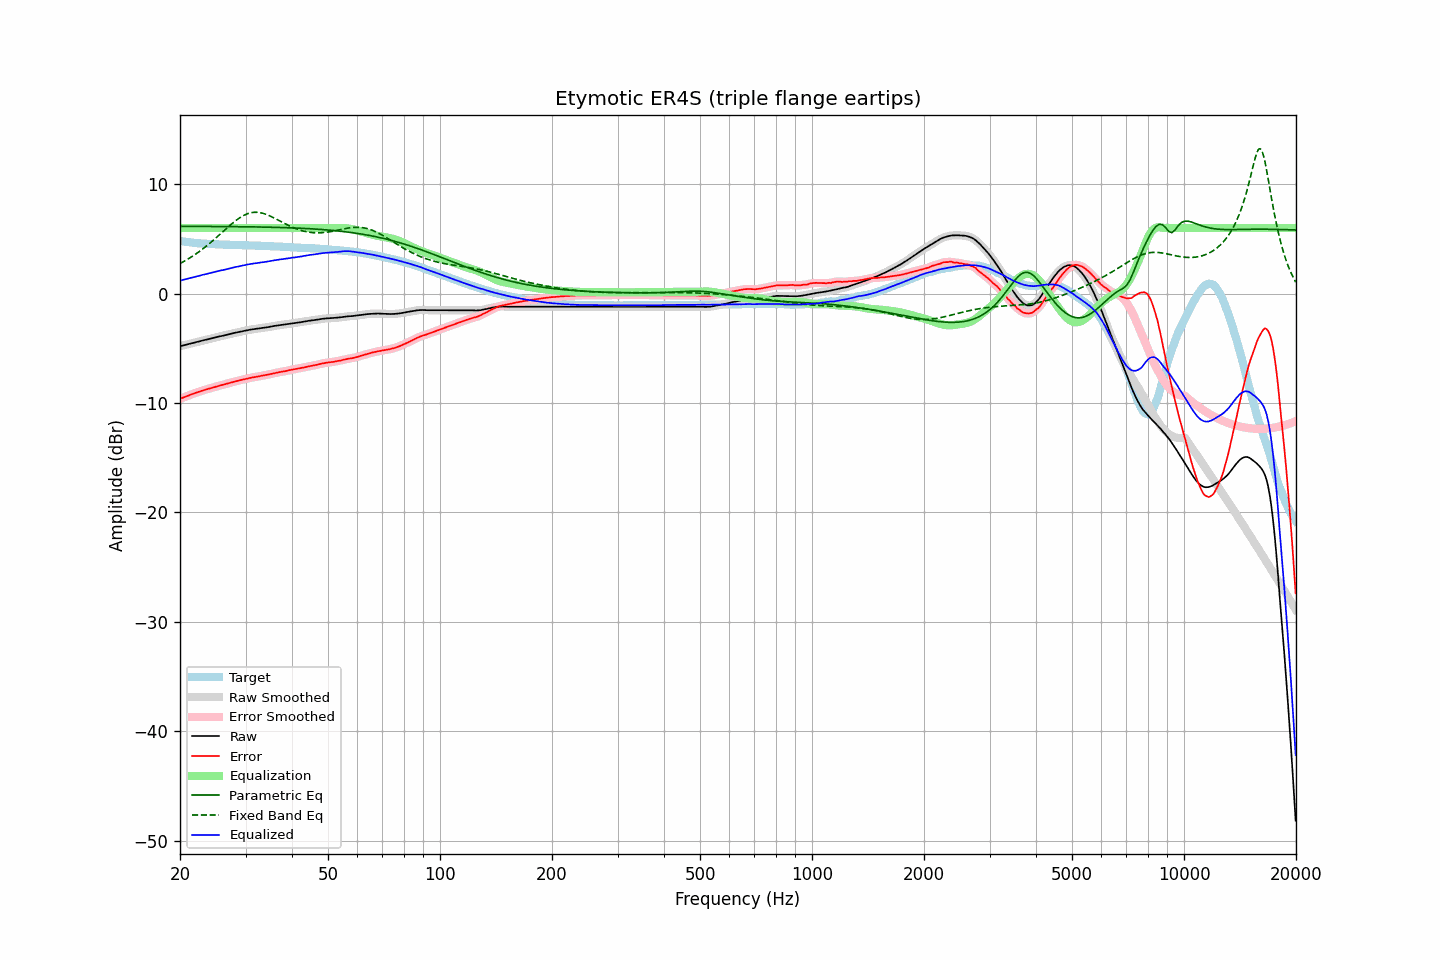 Etymotic ER4S (triple flange eartips)
10
0
−10
−20
−30
−40
−50
Amplitude (dBr)
Target
Raw Smoothed
Error Smoothed
Raw
Error
Equalization
Parametric Eq
Fixed Band Eq
Equalized
20
50
100
200
500
1000
2000
5000
10000
20000
Frequency (Hz)